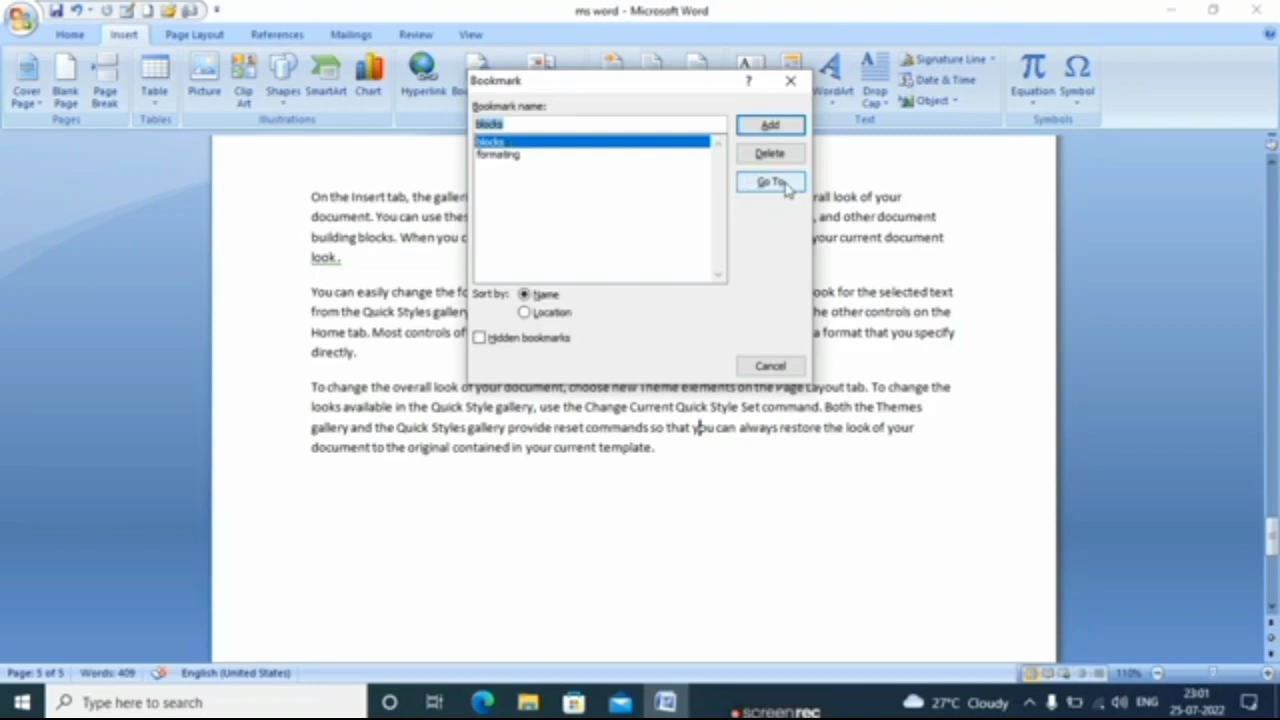 ms word - Microsoft Word
Home Insert Page Layout References Mailings Review View
Cover Page Blank Page Page Break Table Picture Clip Art Shapes SmartArt Chart Hyperlink WordArt Drop Cap Signature Line Date & Time Object Equation Symbol
Pages Tables Illustrations Text Symbols
Bookmark
Bookmark name:
blocks
Add
blocks
formating
Delete
Go To
Sort by: Name
Location
Hidden bookmarks
Cancel
On the Insert tab, the rall look of your
document. You can use , and other document
building blocks. When you your current document
look.
You can easily change the ook for the selected text
from the Quick Styles gallery he other controls on the
Home tab. Most controls a format that you specify
directly.
To change the overall look of your document, choose new Theme elements on the Page Layout tab. To change the
looks available in the Quick Style gallery, use the Change Current Quick Style Set command. Both the Themes
gallery and the Quick Styles gallery provide reset commands so that you can always restore the look of your
document to the original contained in your current template.
Page: 5 of 5 Words: 409 English (United States) 110%
Type here to search
screenrec
27°C Cloudy ENG
23:01
25-07-2022